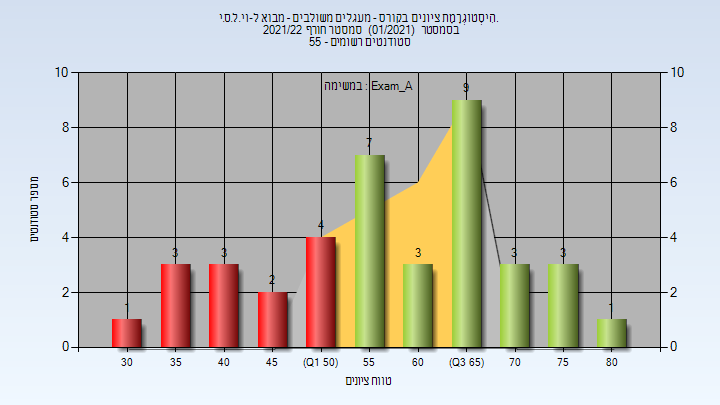 הִיסְטוֹגְרָמַת ציונים בקורס - מעגלים משולבים - מבוא ל-וי.ל.ס.י.
בסמסטר (01/2021) סמסטר חורף 2021/22
סטודנטים רשומים - 55
במשימה : Exam_A
מספר סטודנטים
10 8 6 4 2 0
10 8 6 4 2 0
1 3 3 2 4 7 3 9 3 3 1
30 35 40 45 (Q1 50) 55 60 (Q3 65) 70 75 80
טווח ציונים